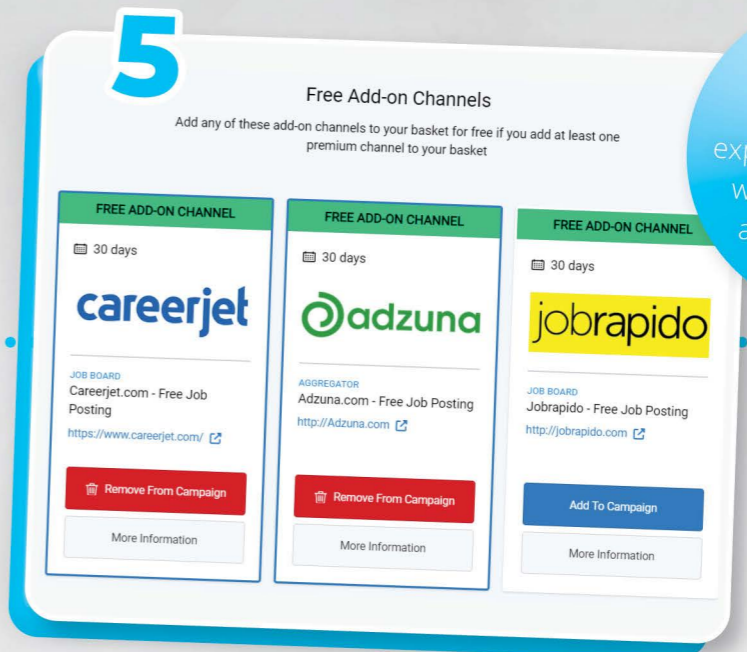 5
Free Add-on Channels
Add any of these add-on channels to your basket for free if you add at least one
premium channel to your basket
FREE ADD-ON CHANNEL
30 days
careerjet
JOB BOARD
Careerjet.com - Free Job
Posting
https://www.careerjet.com/
Remove From Campaign
More Information
FREE ADD-ON CHANNEL
30 days
adzuna
AGGREGATOR
Adzuna.com - Free Job Posting
http://Adzuna.com
Remove From Campaign
More Information
FREE ADD-ON CHANNEL
30 days
jobrapido
JOB BOARD
Jobrapido - Free Job Posting
http://jobrapido.com
Add To Campaign
More Information